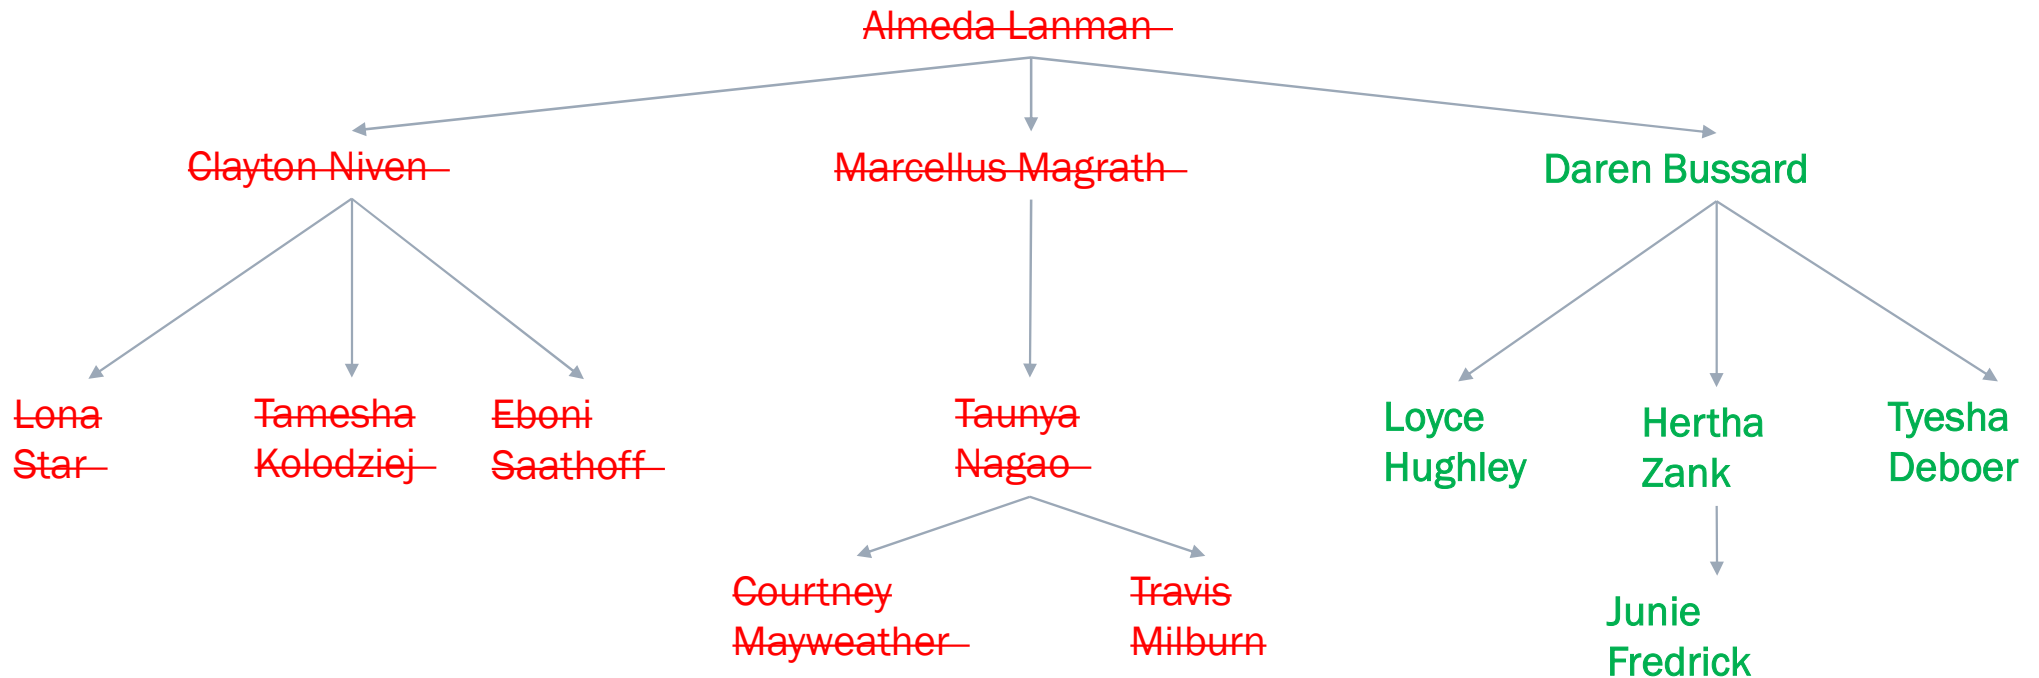 Almeda Lanman
Clayton Niven
Marcellus Magrath
Daren Bussard
Lona
Star
Tamesha
Kolodziej
Eboni
Saathoff
Taunya
Nagao
Loyce
Hughley
Hertha
Zank
Tyesha
Deboer
Courtney
Mayweather
Travis
Milburn
Junie
Fredrick